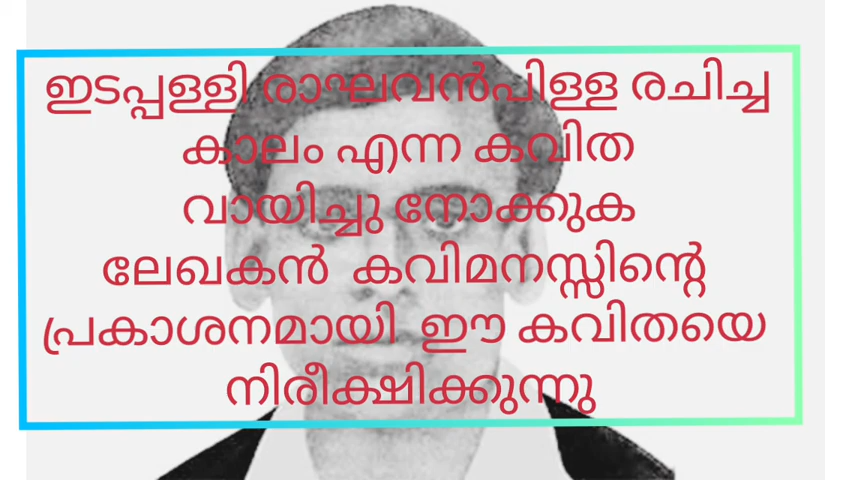 ഇടപ്പള്ളി രാഘവൻപിള്ള രചിച്ച
കാലം എന്ന കവിത
വായിച്ചു നോക്കുക
ലേഖകൻ കവിമനസ്സിന്റെ
പ്രകാശനമായി ഈ കവിതയെ
നിരീക്ഷിക്കുന്നു